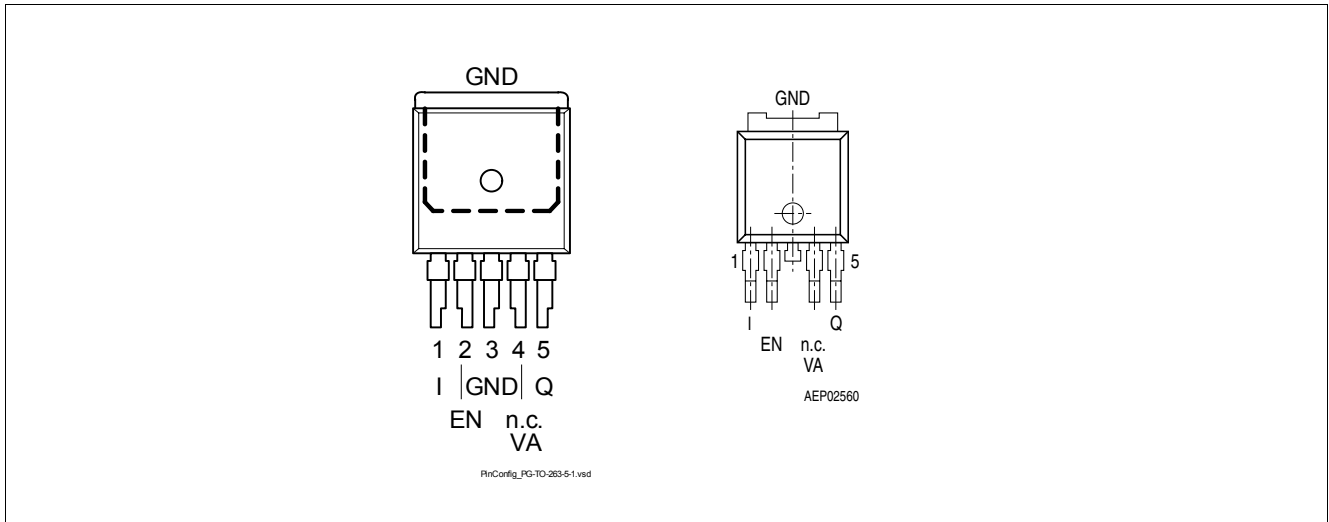 GND
1 2 3 4 5
I GND Q
EN n.c.
VA
PinConfig_PG-TO-263-5-1.vsd
GND
1 5
I Q
EN n.c.
VA
AEP02560